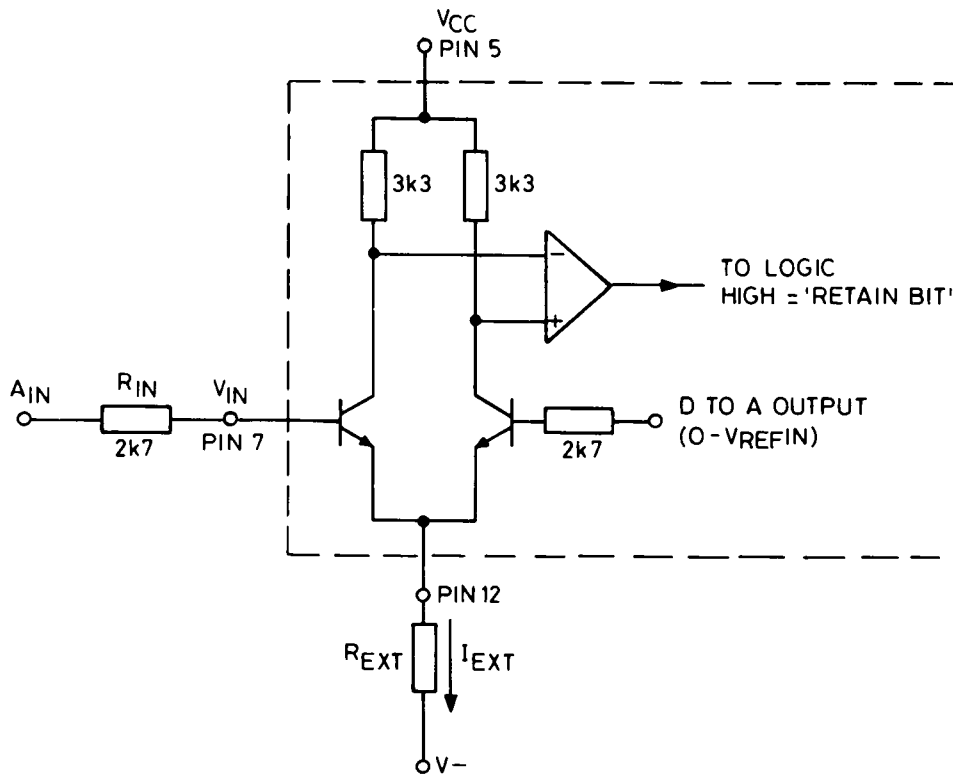 VCC
PIN 5
3k3
3k3
−
+
TO LOGIC
HIGH = 'RETAIN BIT'
AIN
RIN
VIN
2k7
PIN 7
2k7
D TO A OUTPUT
(O-VREFIN)
PIN 12
REXT
IEXT
V−